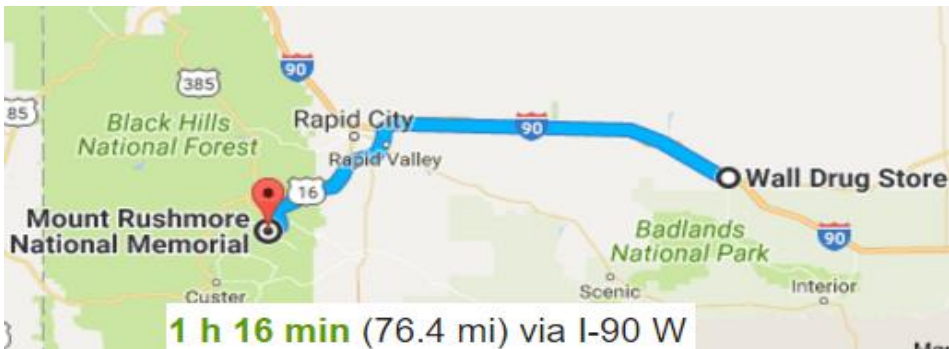 90
385
85
Black Hills
National Forest
Rapid City
90
Rapid Valley
16
Wall Drug Store
Mount Rushmore
National Memorial
Badlands
National Park
90
Custer
Scenic
Interior
1 h 16 min (76.4 mi) via I-90 W